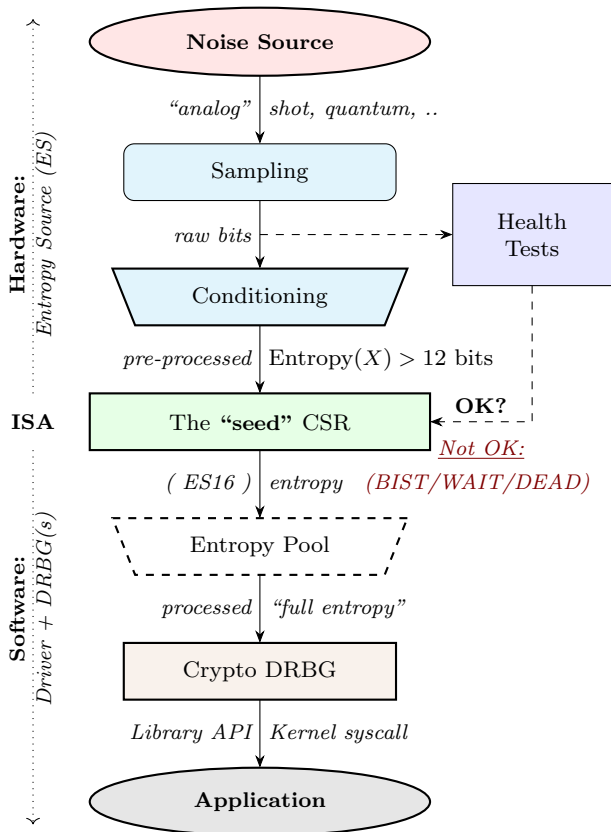 Noise Source
“analog” shot, quantum, ..
Sampling
raw bits
Health
Tests
Conditioning
pre-processed Entropy(X) > 12 bits
OK?
The “seed” CSR
Not OK:
( ES16 ) entropy (BIST/WAIT/DEAD)
Entropy Pool
processed “full entropy”
Crypto DRBG
Library API Kernel syscall
Application
Hardware:
Entropy Source (ES)
ISA
Software:
Driver + DRBG(s)